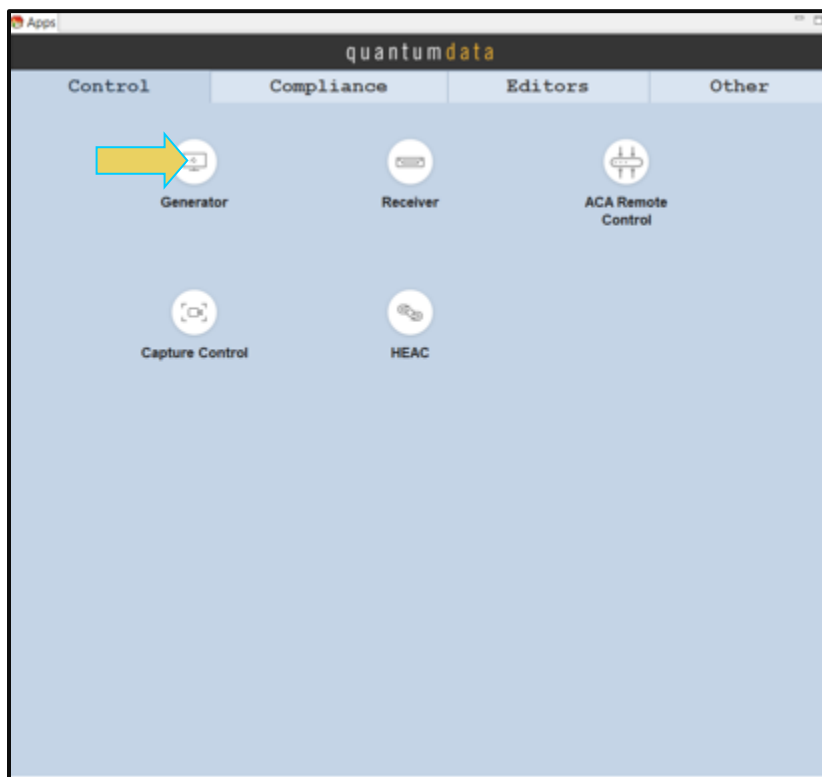 Apps
quantumdata
Control Compliance Editors Other
Generator Receiver ACA Remote
Control
Capture Control HEAC